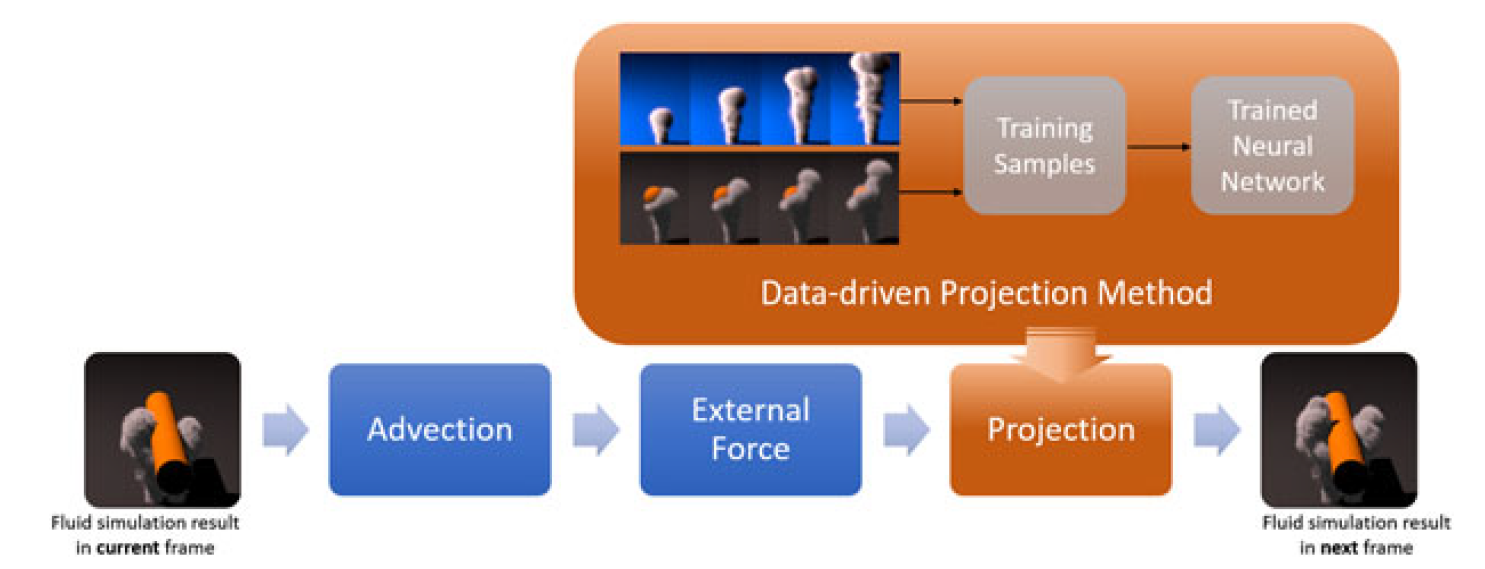 Training
Samples
Trained
Neural
Network
Data-driven Projection Method
Advection
External
Force
Projection
Fluid simulation result
in current frame
Fluid simulation result
in next frame